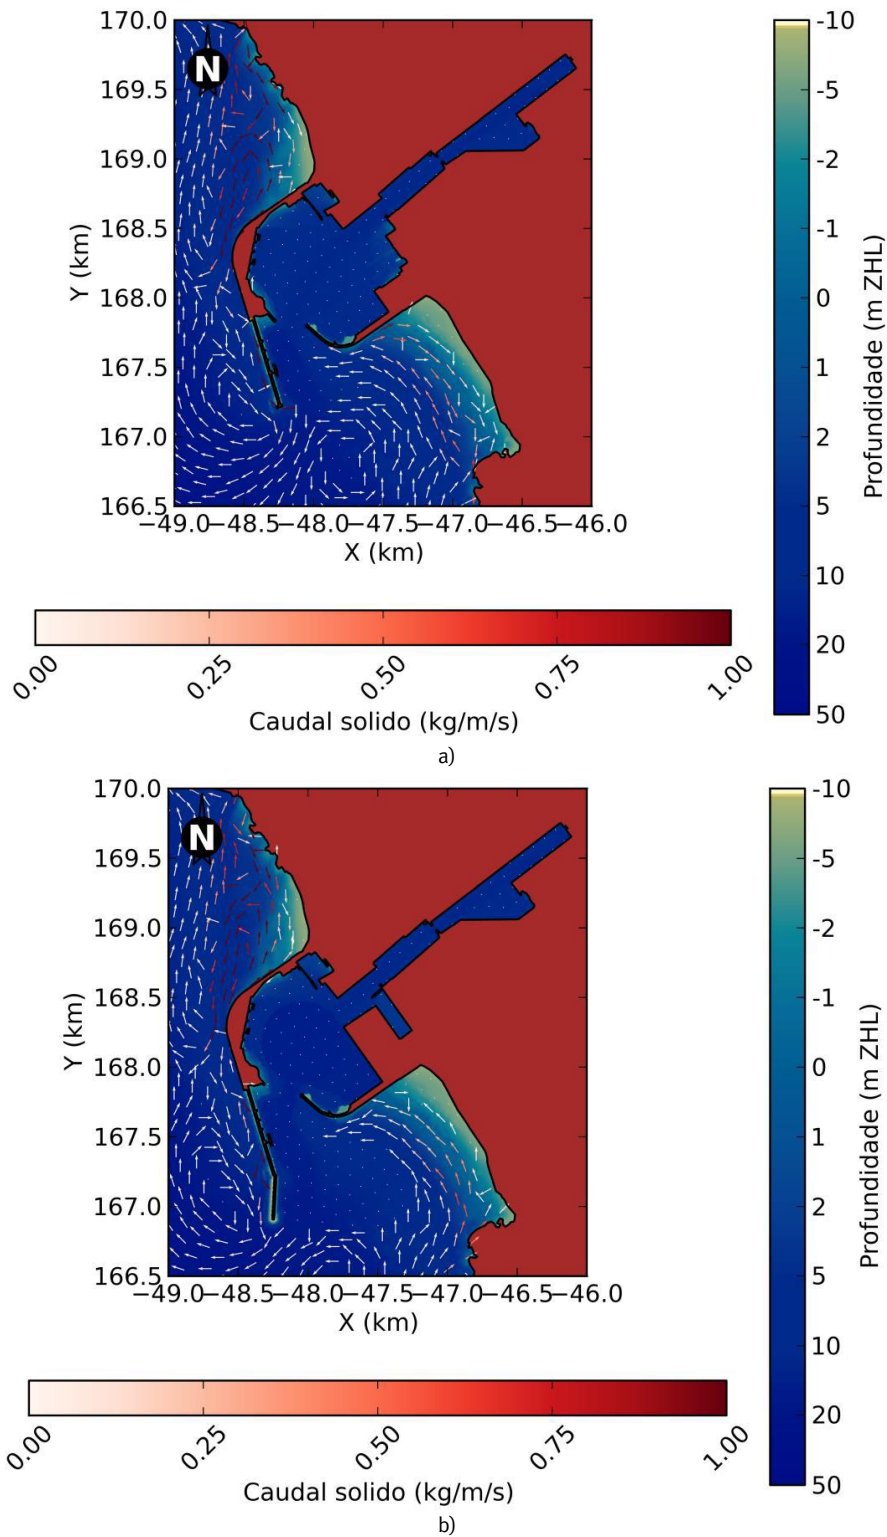 170.0
169.5
169.0
168.5
168.0
167.5
167.0
166.5
Y (km)
N
−49.0 −48.5 −48.0 −47.5 −47.0 −46.5 −46.0
X (km)
-10
-5
-2
-1
0
1
2
5
10
20
50
Profundidade (m ZHL)
0.00 0.25 0.50 0.75 1.00
Caudal solido (kg/m/s)
a)
170.0
169.5
169.0
168.5
168.0
167.5
167.0
166.5
Y (km)
N
−49.0 −48.5 −48.0 −47.5 −47.0 −46.5 −46.0
X (km)
-10
-5
-2
-1
0
1
2
5
10
20
50
Profundidade (m ZHL)
0.00 0.25 0.50 0.75 1.00
Caudal solido (kg/m/s)
b)